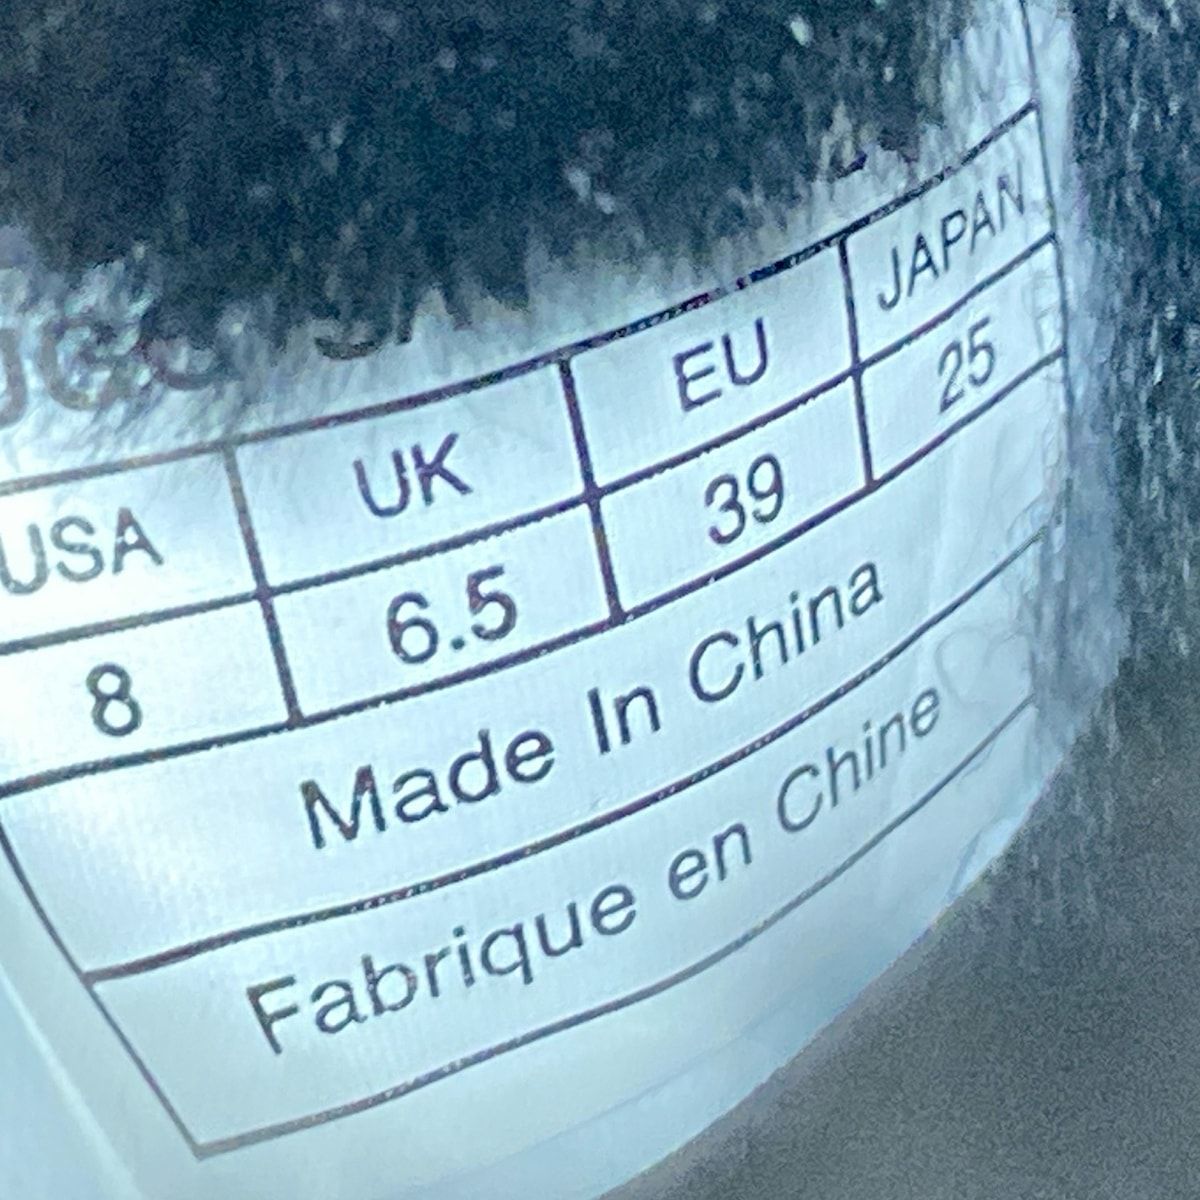 USA UK EU JAPAN
8 6.5 39 25
Made In China
Fabrique en Chine